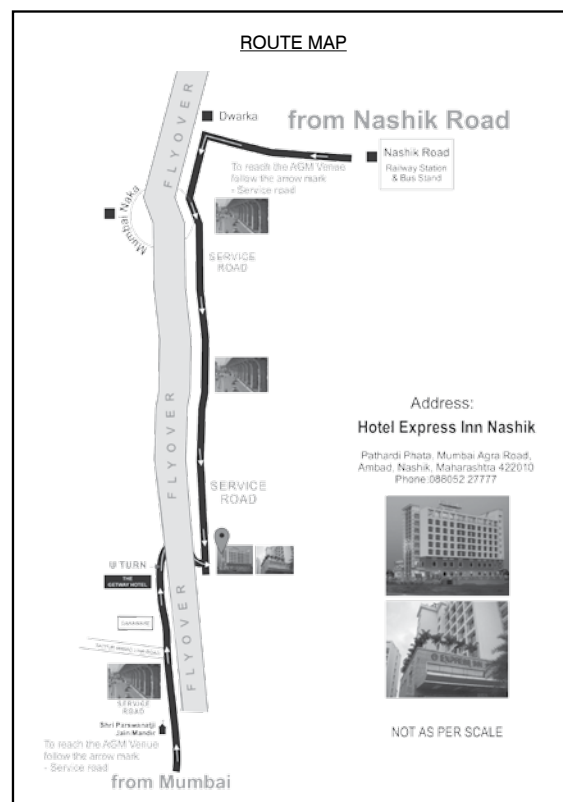 ROUTE MAP
FLYOVER
Dwarka
from Nashik Road
Nashik Road
Railway Station
& Bus Stand
To reach the AGM Venue
follow the arrow mark
- Service road
Mumbai Naka
SERVICE
ROAD
FLYOVER
Address:
Hotel Express Inn Nashik
Pathardi Phata, Mumbai Agra Road,
Ambad, Nashik, Maharashtra 422010
Phone:088052 27777
SERVICE
ROAD
U TURN
THE
GETWAY HOTEL
FLYOVER
SERVICE
ROAD
Shri Parswanatji
Jain Mandir
To reach the AGM Venue
follow the arrow mark
- Service road
from Mumbai
EXPRESS INN
NOT AS PER SCALE